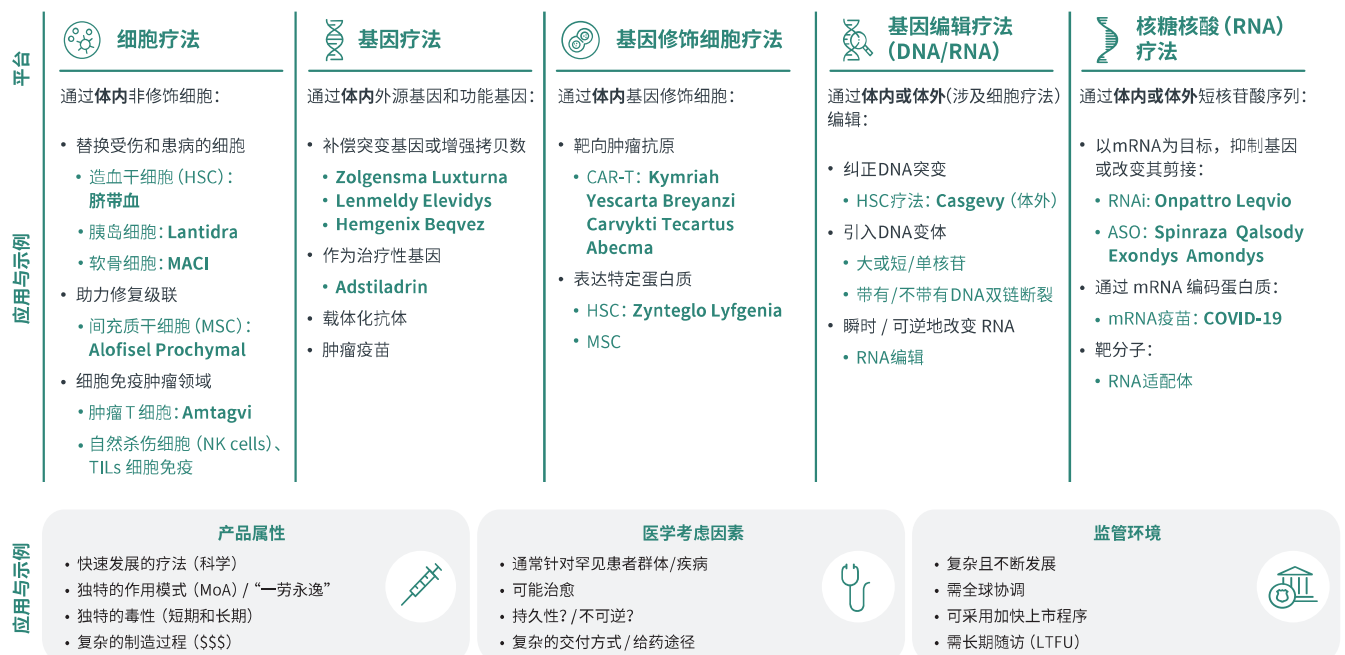 平台
细胞疗法
通过体内非修饰细胞：
应用与示例
• 替换受伤和患病的细胞
• 造血干细胞 (HSC)：
脐带血
• 胰岛细胞：Lantidra
• 软骨细胞：MACI
• 助力修复级联
• 间充质干细胞 (MSC)：
Alofisel Prochymal
• 细胞免疫肿瘤领域
• 肿瘤T细胞：Amtagvi
• 自然杀伤细胞 (NK cells)、
TILs 细胞免疫
基因疗法
通过体内外源基因和功能基因：
• 补偿突变基因或增强拷贝数
• Zolgensma Luxturna
• Lenmeldy Elevidys
• Hemgenix Beqvez
• 作为治疗性基因
• Adstiladrin
• 载体化抗体
• 肿瘤疫苗
基因修饰细胞疗法
通过体内基因修饰细胞：
• 靶向肿瘤抗原
• CAR-T：Kymriah
Yescarta Breyanzi
Carvykti Tecartus
Abecma
• 表达特定蛋白质
• HSC：Zynteglo Lyfgenia
• MSC
基因编辑疗法
(DNA/RNA)
通过体内或体外(涉及细胞疗法)
编辑：
• 纠正DNA突变
• HSC疗法：Casgevy (体外)
• 引入DNA变体
• 大或短/单核苷
• 带有/不带有DNA双链断裂
• 瞬时 / 可逆地改变 RNA
• RNA编辑
核糖核酸 (RNA)
疗法
通过体内或体外短核苷酸序列：
• 以mRNA为目标，抑制基因
或改变其剪接：
• RNAi: Onpattro Leqvio
• ASO：Spinraza Qalsody
Exondys Amondys
• 通过 mRNA 编码蛋白质：
• mRNA疫苗：COVID-19
• 靶分子：
• RNA适配体
应用与示例
产品属性
• 快速发展的疗法 (科学)
• 独特的作用模式 (MoA) / “一劳永逸”
• 独特的毒性 (短期和长期)
• 复杂的制造过程 ($$$)
医学考虑因素
• 通常针对罕见患者群体/疾病
• 可能治愈
• 持久性？/ 不可逆？
• 复杂的交付方式 / 给药途径
监管环境
• 复杂且不断发展
• 需全球协调
• 可采用加快上市程序
• 需长期随访 (LTFU)